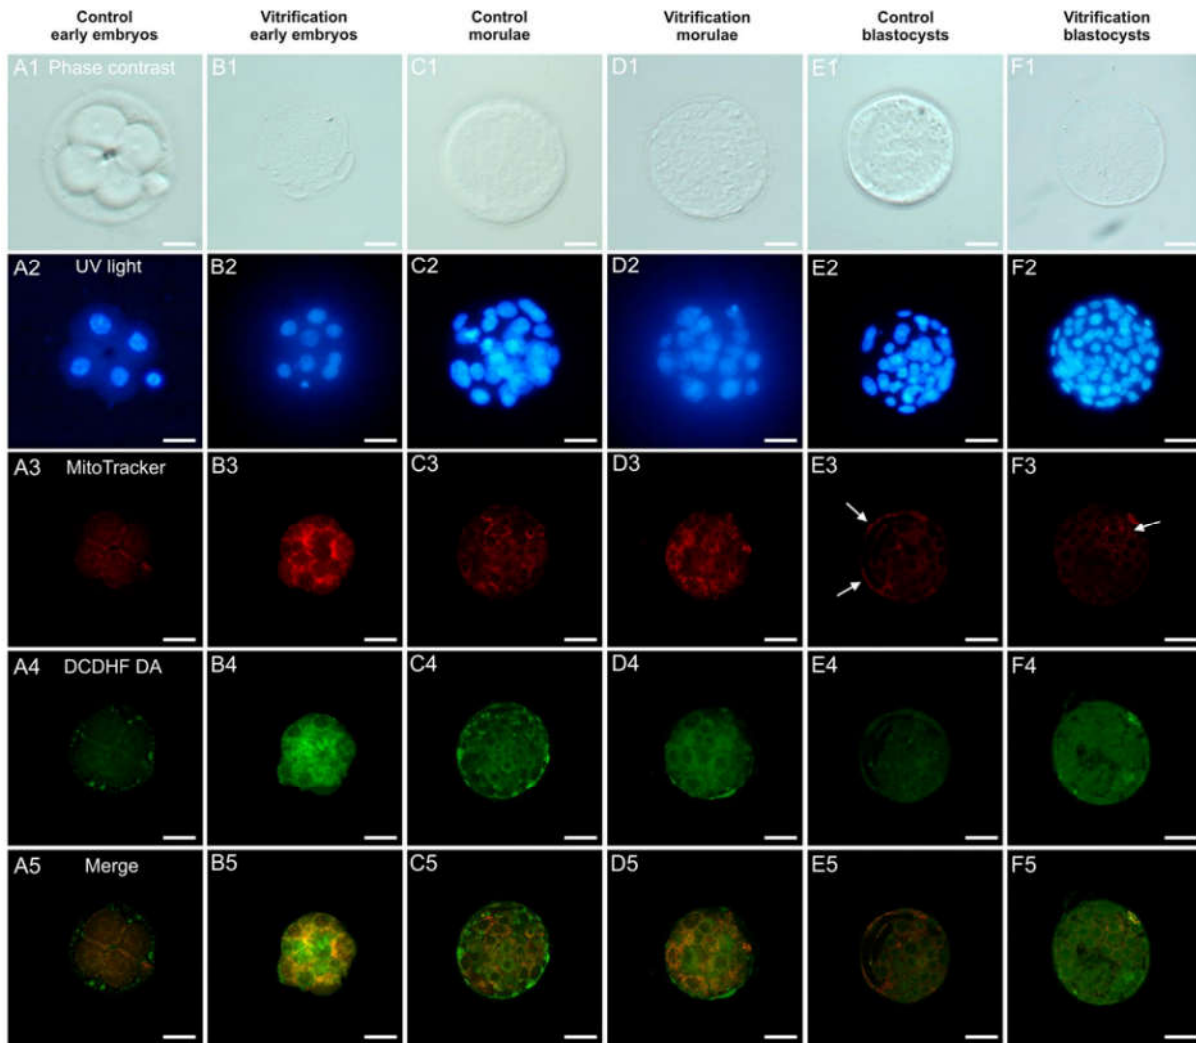 Control
early embryos
Vitrification
early embryos
Control
morulae
Vitrification
morulae
Control
blastocysts
Vitrification
blastocysts
A1 Phase contrast
B1
C1
D1
E1
F1
A2 UV light
B2
C2
D2
E2
F2
A3 MitoTracker
B3
C3
D3
E3
F3
A4 DCDHF DA
B4
C4
D4
E4
F4
A5 Merge
B5
C5
D5
E5
F5